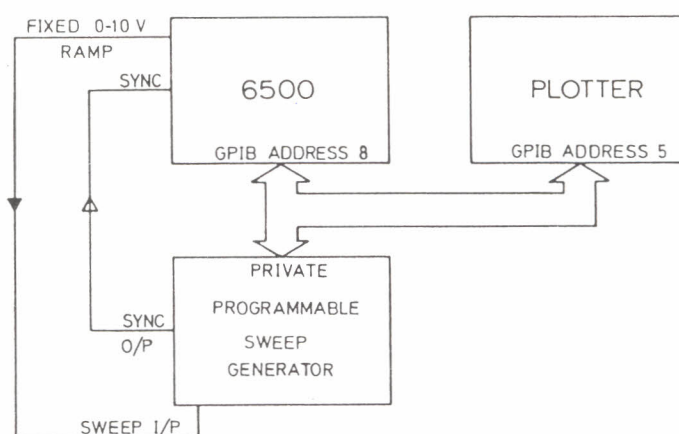 FIXED 0-10 V
RAMP
SYNC
6500
GPIB ADDRESS 8
PLOTTER
GPIB ADDRESS 5
PRIVATE
PROGRAMMABLE
SWEEP
GENERATOR
SYNC
O/P
SWEEP I/P